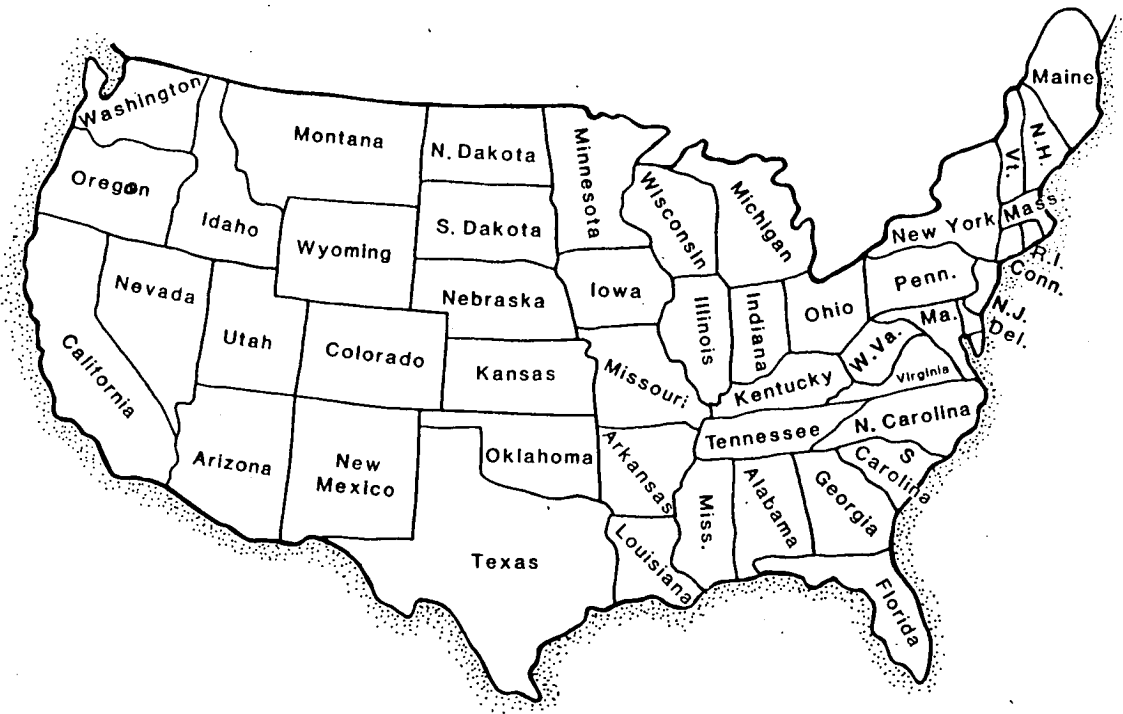 Washington
Montana
N. Dakota
Minnesota
Wisconsin
Michigan
Maine
N.H.
Vt.
Oregon
Idaho
Wyoming
S. Dakota
New York
Mass
R.I.
Conn.
Nevada
Utah
Colorado
Nebraska
Iowa
Illinois
Indiana
Ohio
Penn.
N.J.
Del.
Ma.
W.Va.
Virginia
California
Kansas
Missouri
Kentucky
Tennessee
N. Carolina
S
Carolina
Arizona
New
Mexico
Oklahoma
Arkansas
Miss.
Alabama
Georgia
Texas
Louisiana
Florida